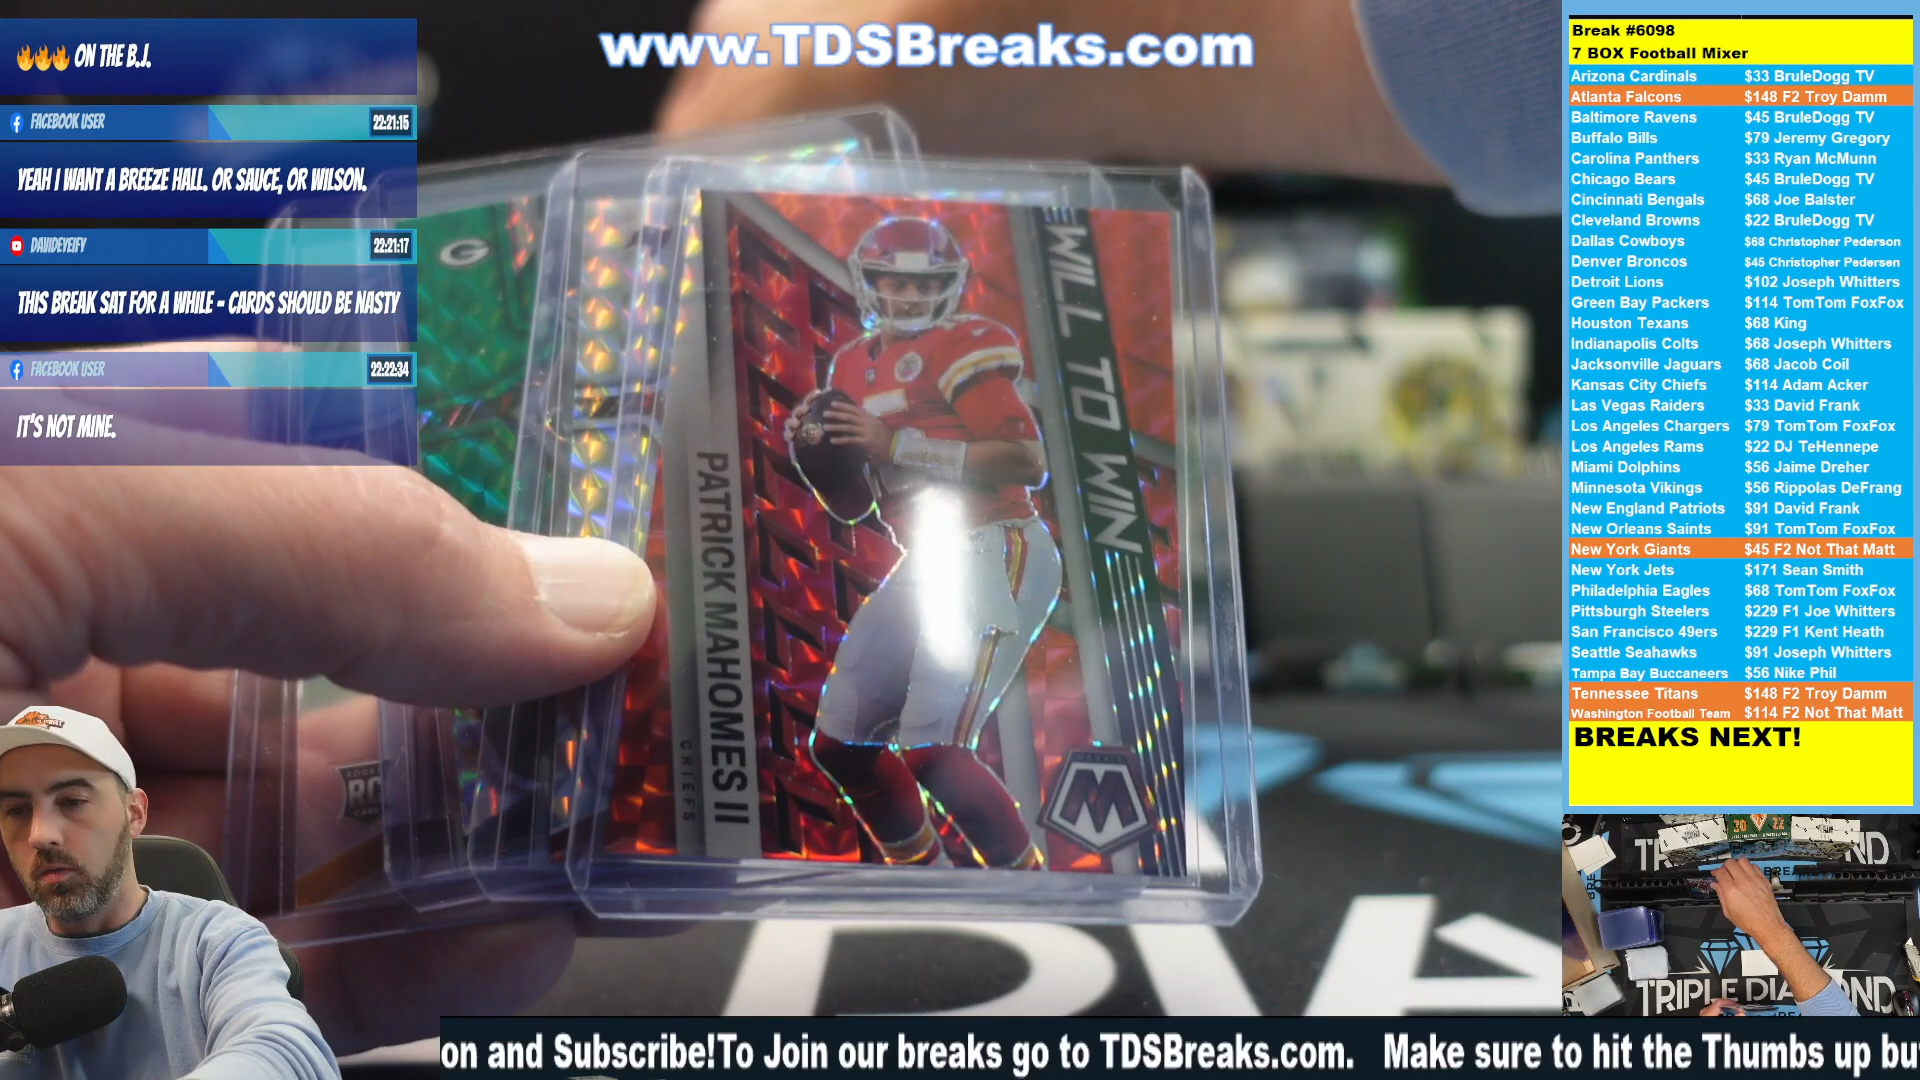 www.TDSBreaks.com
🔥🔥🔥 ON THE B.J.
FACEBOOK USER 22:21:15
YEAH I WANT A BREEZE HALL. OR SAUCE, OR WILSON.
DAVIDEYEIFY 22:21:17
THIS BREAK SAT FOR A WHILE - CARDS SHOULD BE NASTY
FACEBOOK USER 22:22:34
IT'S NOT MINE.
WILL TO WIN
PATRICK MAHOMES II
CHIEFS
M
G
RC
Break #6098
7 BOX Football Mixer
Arizona Cardinals $33 BruleDogg TV
Atlanta Falcons $148 F2 Troy Damm
Baltimore Ravens $45 BruleDogg TV
Buffalo Bills $79 Jeremy Gregory
Carolina Panthers $33 Ryan McMunn
Chicago Bears $45 BruleDogg TV
Cincinnati Bengals $68 Joe Balster
Cleveland Browns $22 BruleDogg TV
Dallas Cowboys $68 Christopher Pederson
Denver Broncos $45 Christopher Pedersen
Detroit Lions $102 Joseph Whitters
Green Bay Packers $114 TomTom FoxFox
Houston Texans $68 King
Indianapolis Colts $68 Joseph Whitters
Jacksonville Jaguars $68 Jacob Coil
Kansas City Chiefs $114 Adam Acker
Las Vegas Raiders $33 David Frank
Los Angeles Chargers $79 TomTom FoxFox
Los Angeles Rams $22 DJ TeHennepe
Miami Dolphins $56 Jaime Dreher
Minnesota Vikings $56 Rippolas DeFrang
New England Patriots $91 David Frank
New Orleans Saints $91 TomTom FoxFox
New York Giants $45 F2 Not That Matt
New York Jets $171 Sean Smith
Philadelphia Eagles $68 TomTom FoxFox
Pittsburgh Steelers $229 F1 Joe Whitters
San Francisco 49ers $229 F1 Kent Heath
Seattle Seahawks $91 Joseph Whitters
Tampa Bay Buccaneers $56 Nike Phil
Tennessee Titans $148 F2 Troy Damm
Washington Football Team $114 F2 Not That Matt
BREAKS NEXT!
TRIPLE DIAMOND
on and Subscribe!To Join our breaks go to TDSBreaks.com. Make sure to hit the Thumbs up bu